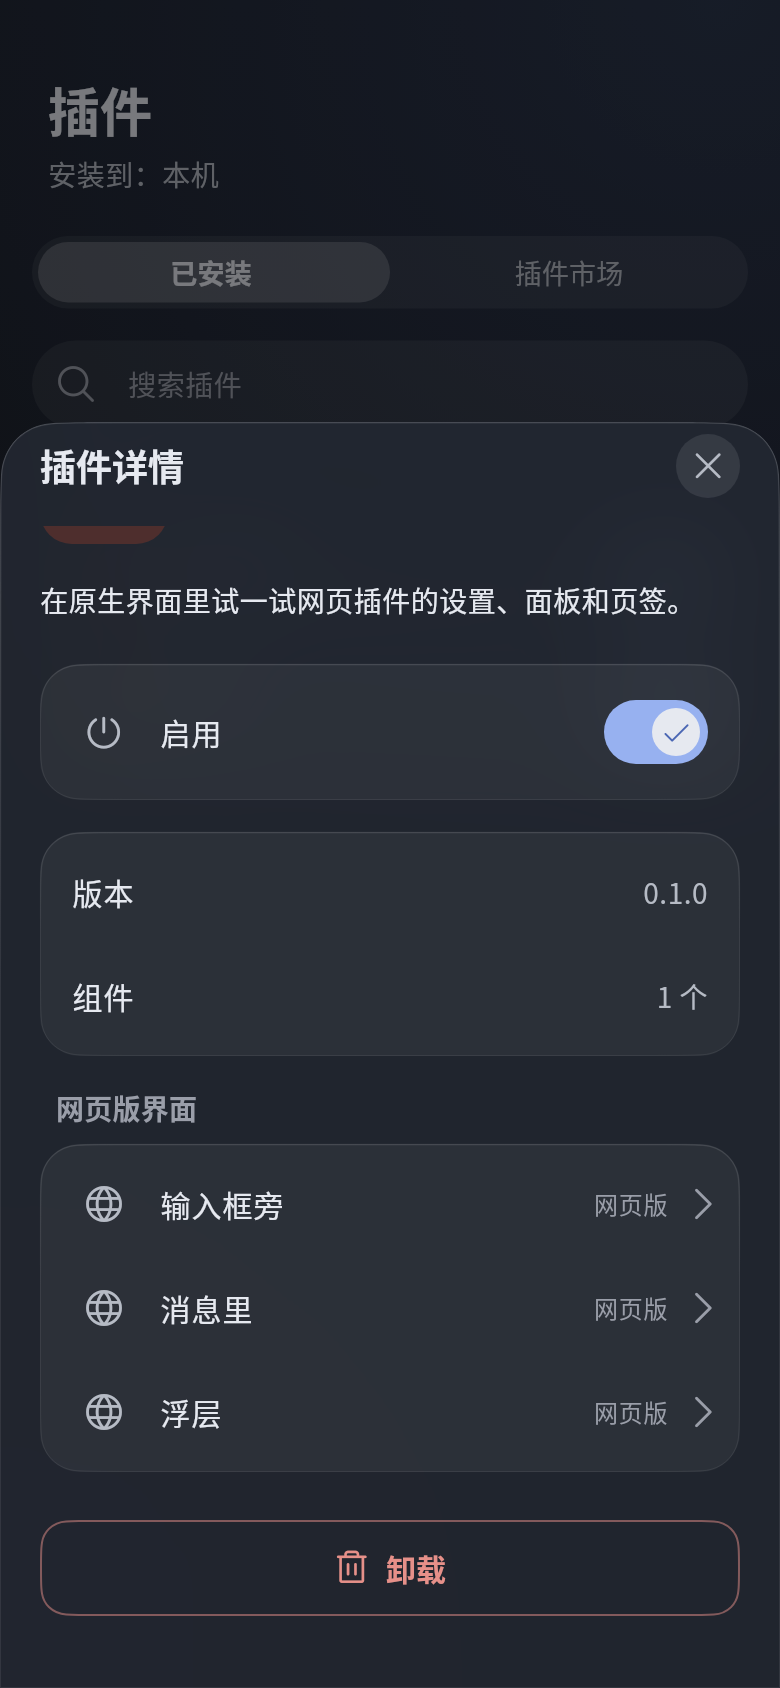 插件
安装到：本机
已安装
插件市场
搜索插件
插件详情
在原生界面里试一试网页插件的设置、面板和页签。
启用
版本
0.1.0
组件
1 个
网页版界面
输入框旁
网页版
消息里
网页版
浮层
网页版
卸载